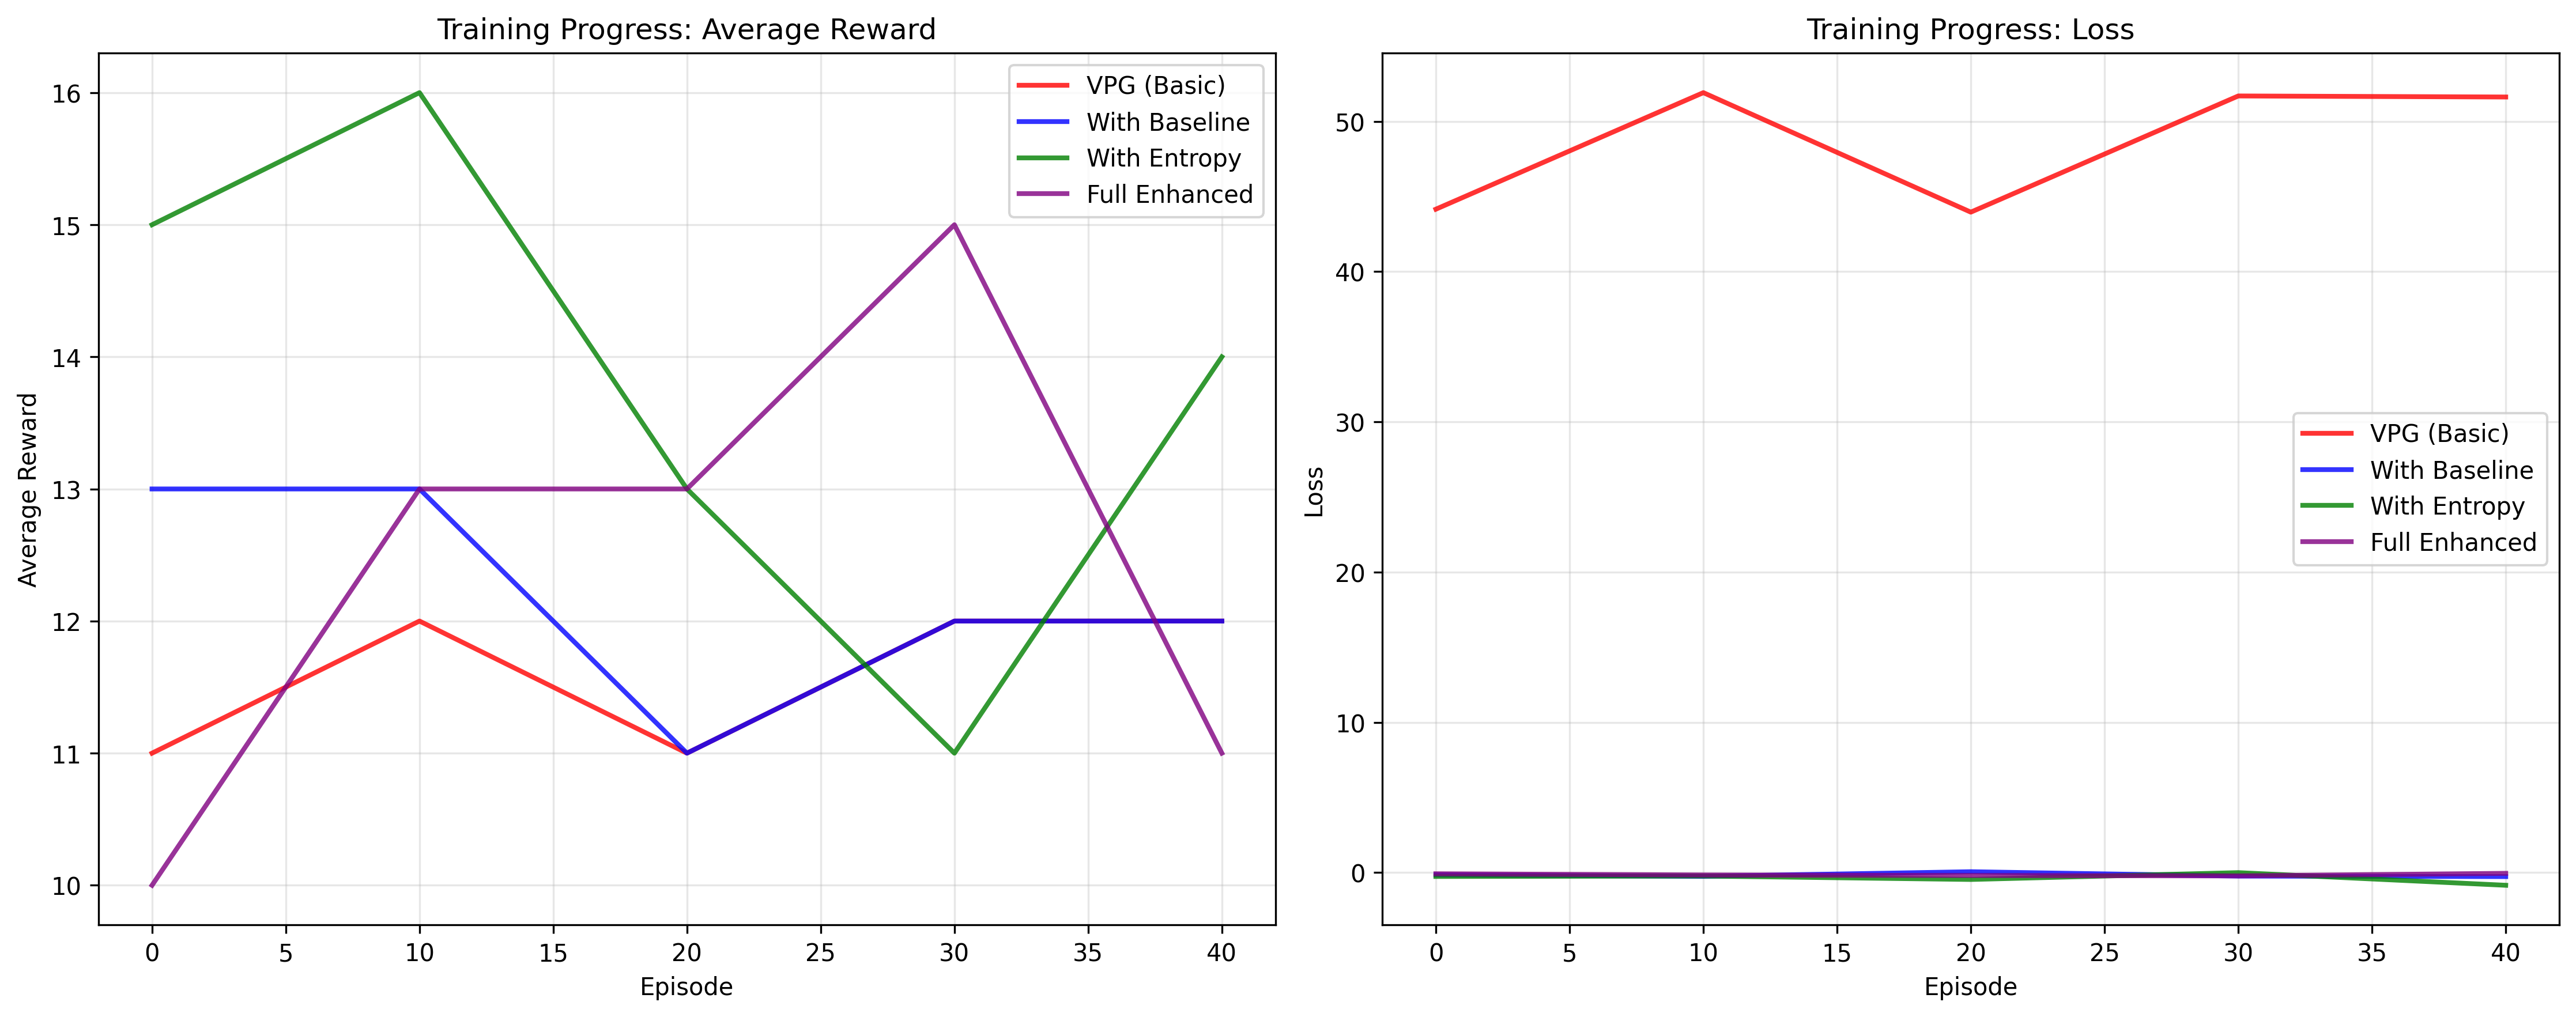 Training Progress: Average Reward
16
15
14
13
12
11
10
Average Reward
0 5 10 15 20 25 30 35 40
Episode
VPG (Basic)
With Baseline
With Entropy
Full Enhanced
Training Progress: Loss
50
40
30
20
10
0
Loss
0 5 10 15 20 25 30 35 40
Episode
VPG (Basic)
With Baseline
With Entropy
Full Enhanced